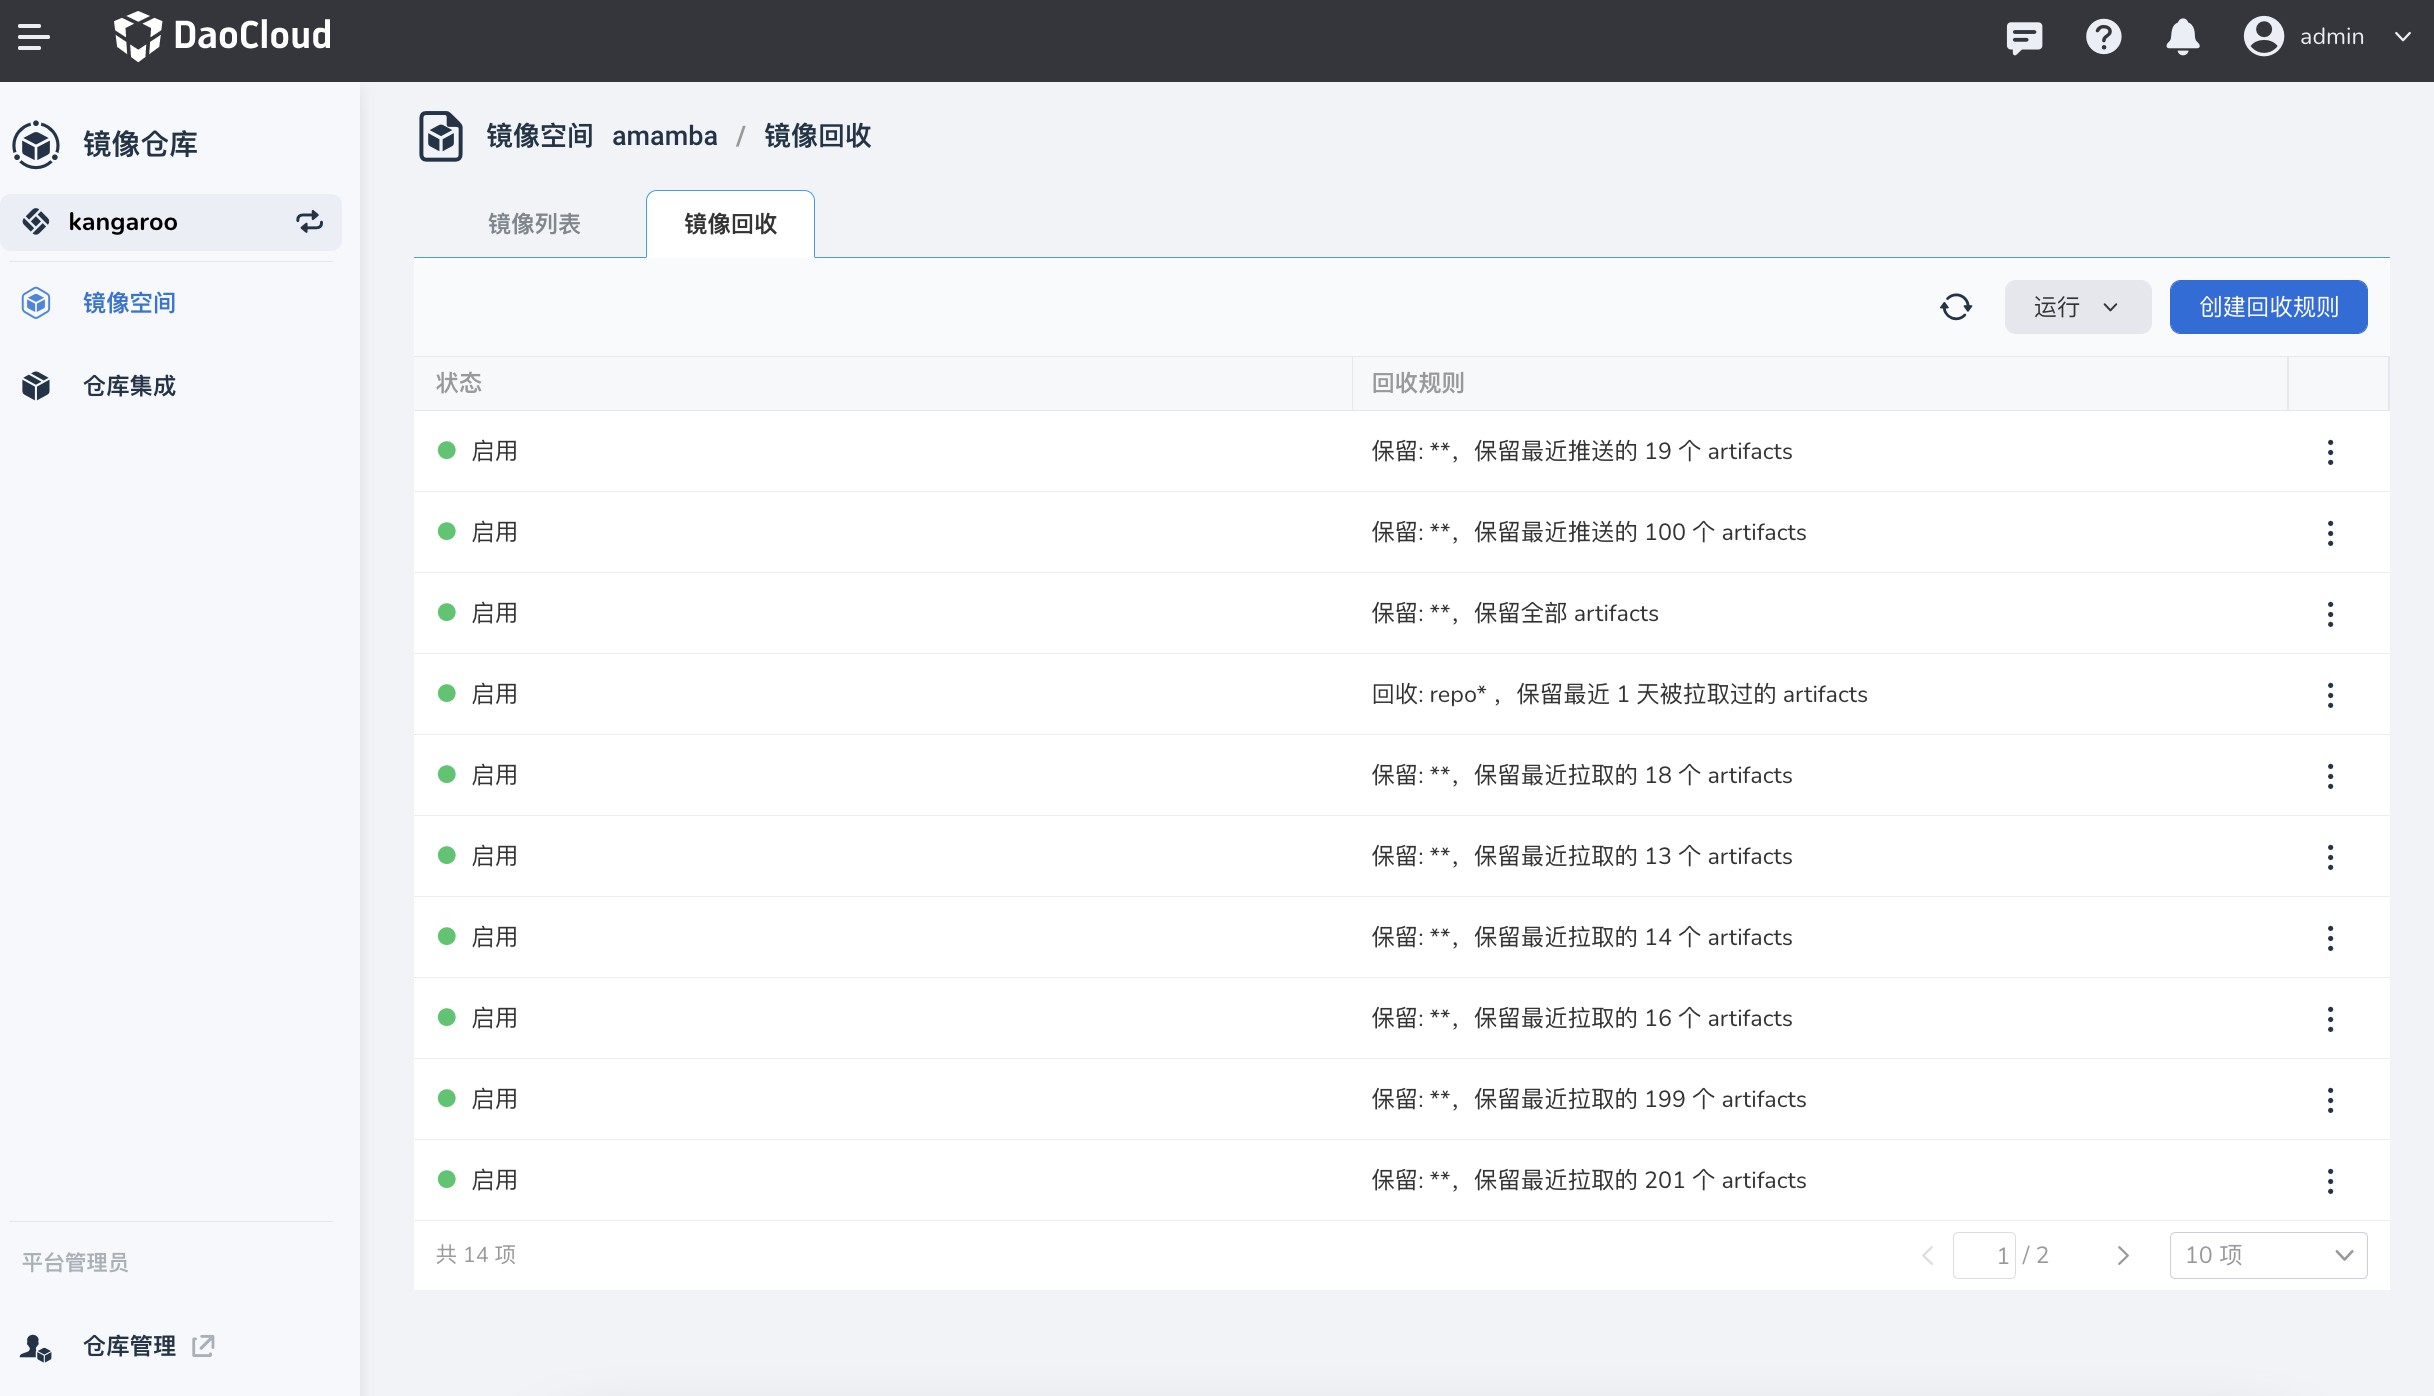 DaoCloud
admin
镜像仓库
kangaroo
镜像空间
仓库集成
平台管理员
仓库管理
镜像空间 amamba / 镜像回收
镜像列表 镜像回收
运行 创建回收规则
状态 回收规则
启用 保留: **，保留最近推送的 19 个 artifacts
启用 保留: **，保留最近推送的 100 个 artifacts
启用 保留: **，保留全部 artifacts
启用 回收: repo* ，保留最近 1 天被拉取过的 artifacts
启用 保留: **，保留最近拉取的 18 个 artifacts
启用 保留: **，保留最近拉取的 13 个 artifacts
启用 保留: **，保留最近拉取的 14 个 artifacts
启用 保留: **，保留最近拉取的 16 个 artifacts
启用 保留: **，保留最近拉取的 199 个 artifacts
启用 保留: **，保留最近拉取的 201 个 artifacts
共 14 项 1 / 2 10 项